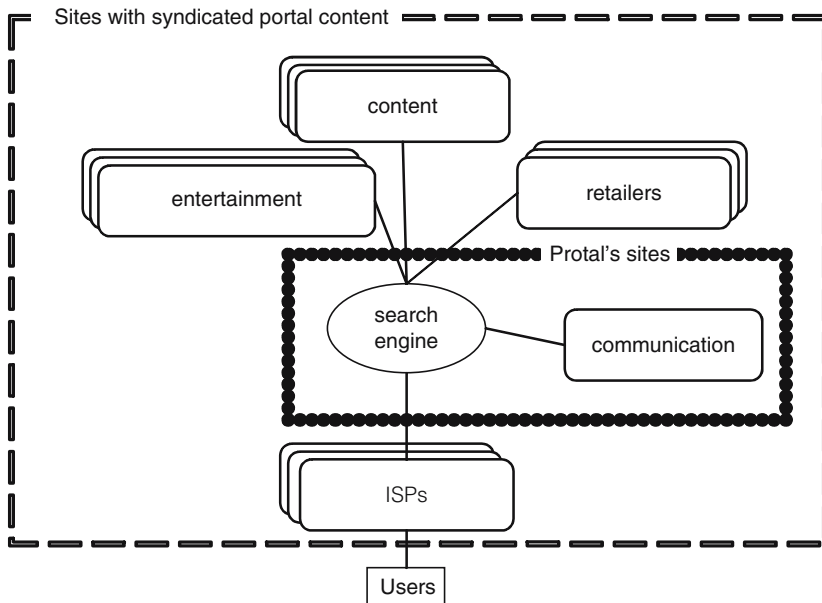 Sites with syndicated portal content
content
entertainment
retailers
Protal's sites
search
engine
communication
ISPs
Users